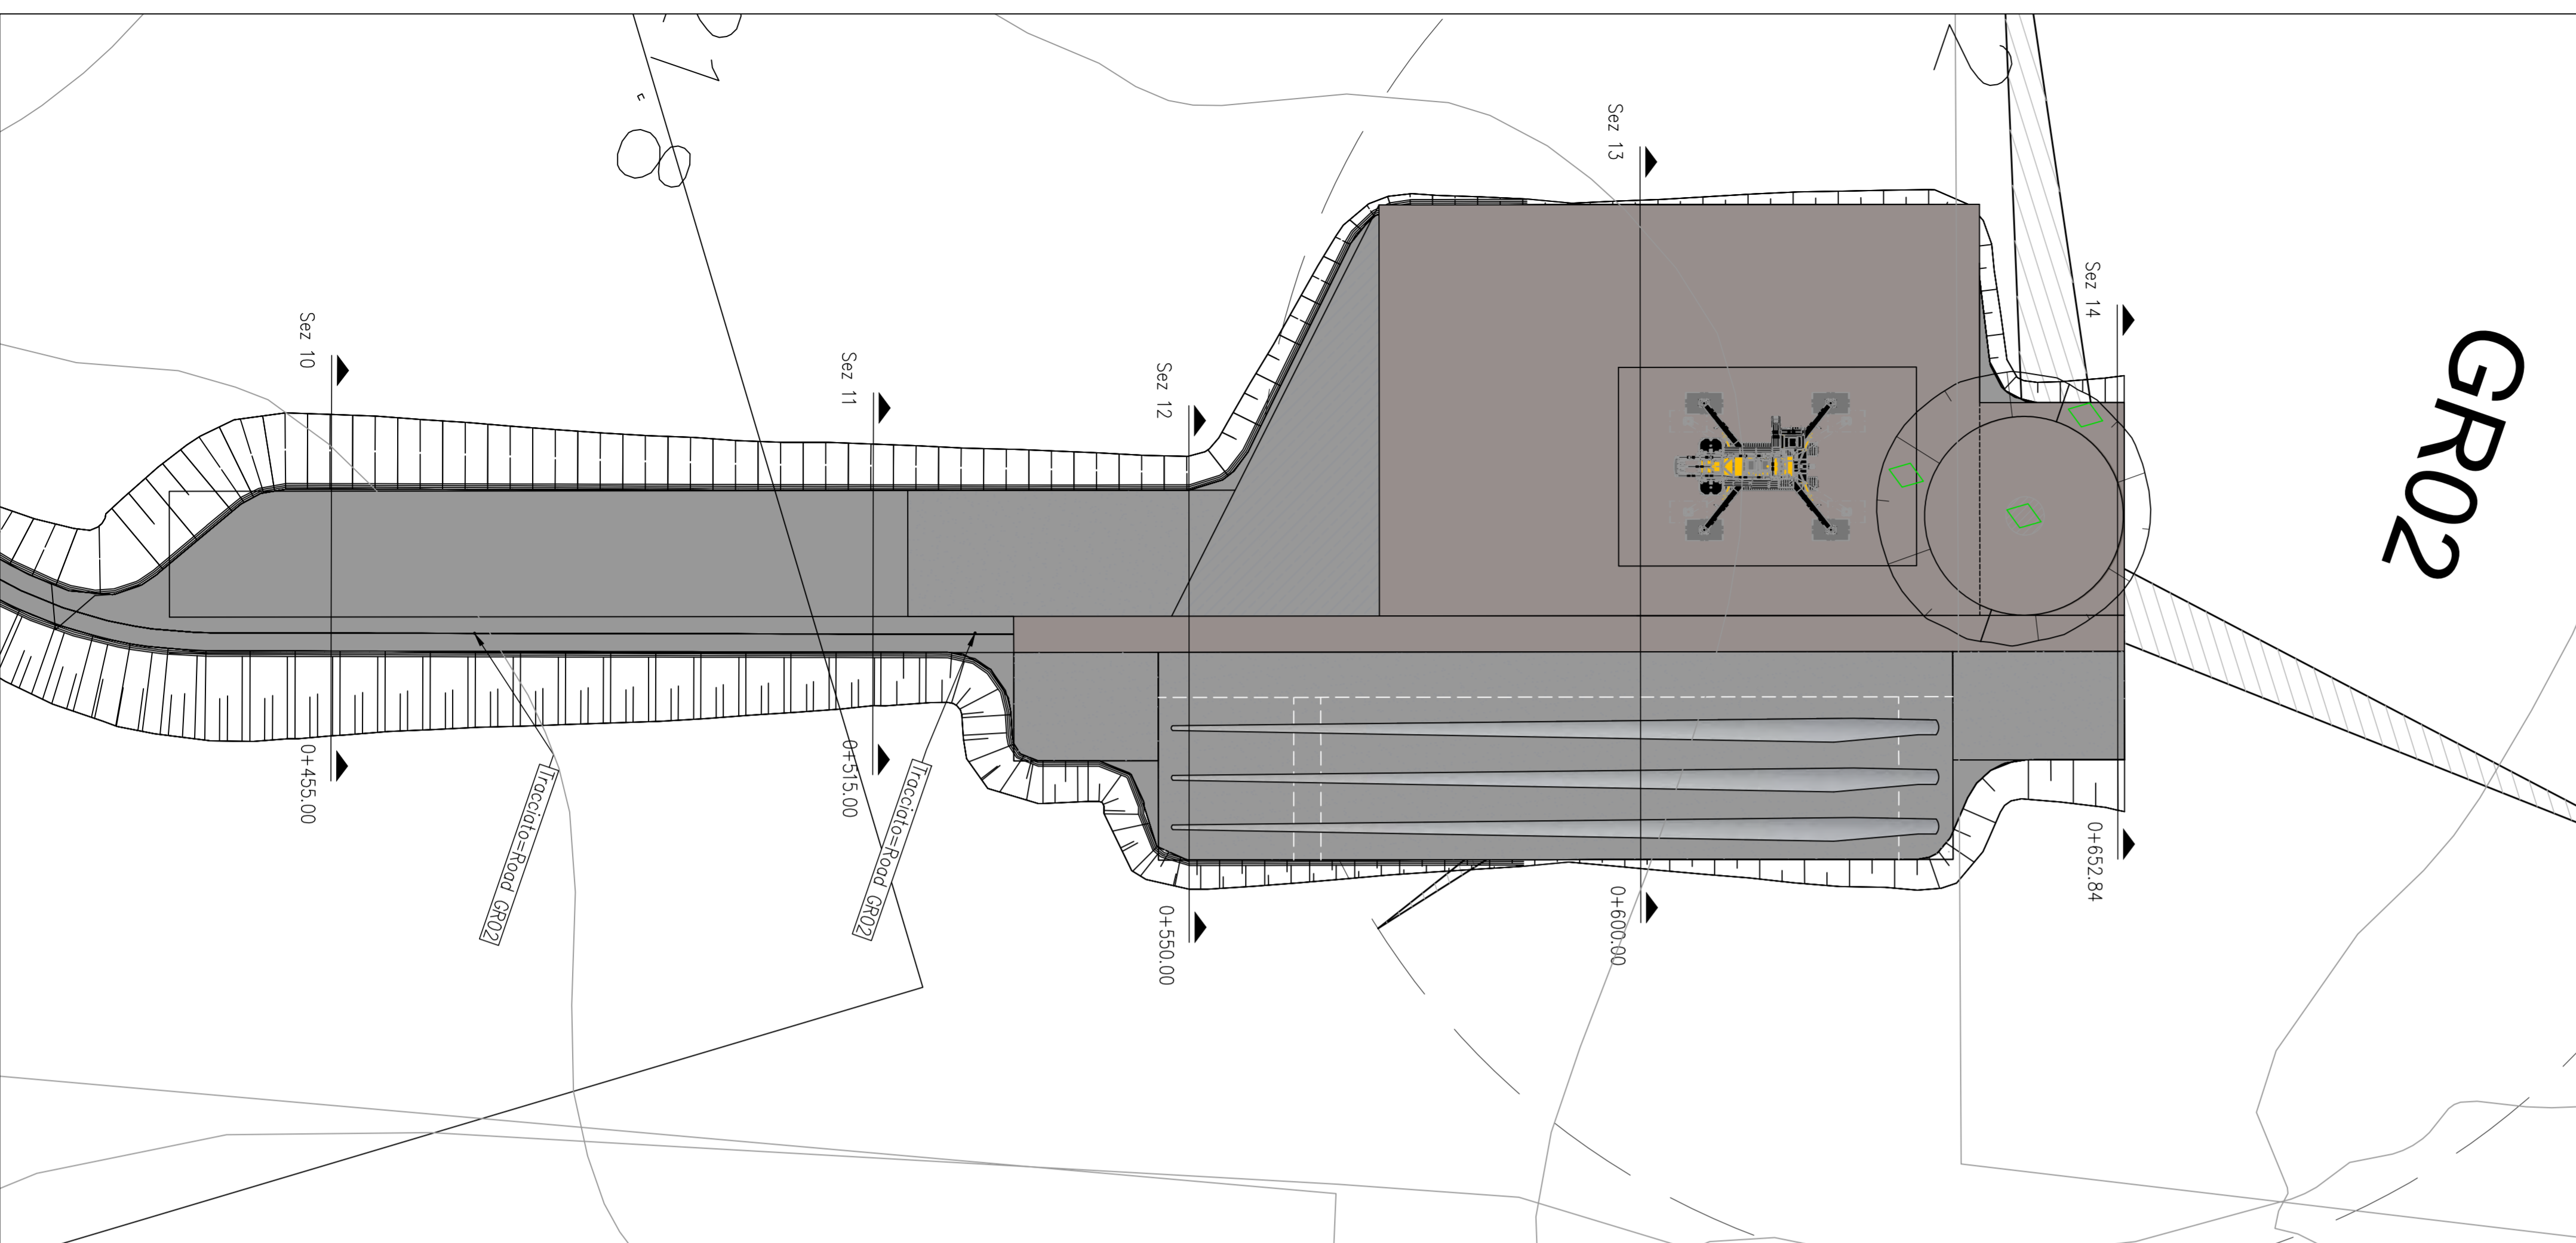 Sez 10
Sez 11
Sez 12
Sez 13
Sez 14
GR02
0+455.00
0+515.00
0+550.00
0+600.00
0+652.84
Tracciato=Road GR02
Tracciato=Road GR02